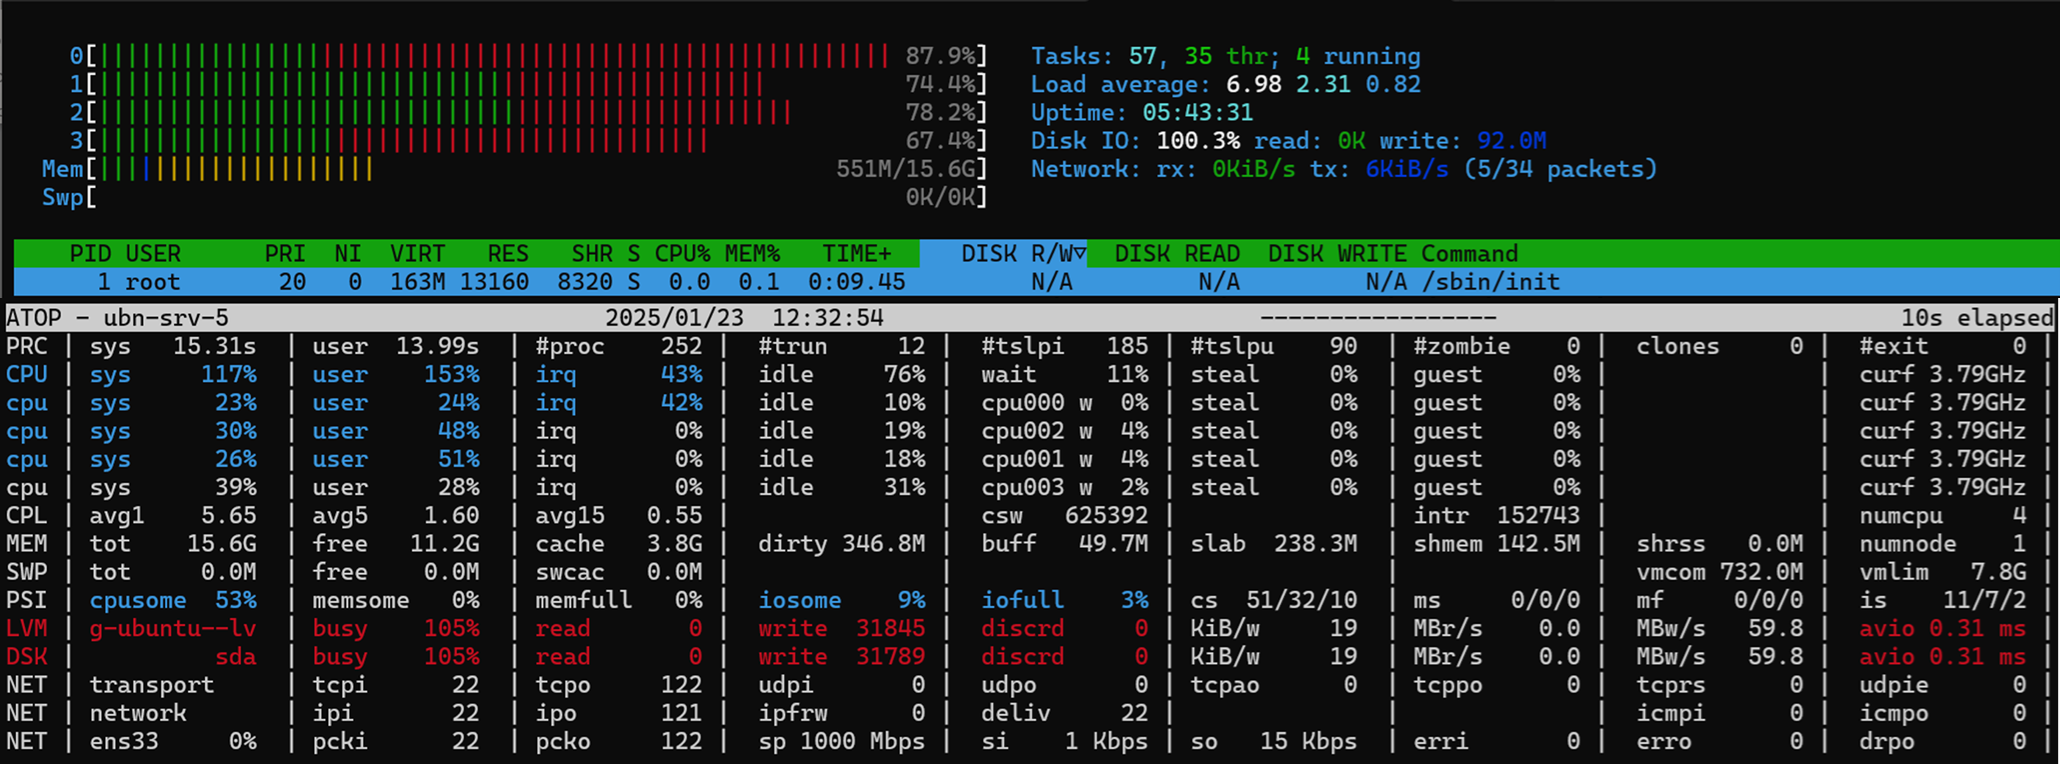 0[|||||||||||||||||||||||||||||||||||||||||||||||||||||||||87.9%] Tasks: 57, 35 thr; 4 running
1[||||||||||||||||||||||||||||||||||||||||||||||||74.4%] Load average: 6.98 2.31 0.82
2[||||||||||||||||||||||||||||||||||||||||||||||||||78.2%] Uptime: 05:43:31
3[||||||||||||||||||||||||||||||||||||||||||||67.4%] Disk IO: 100.3% read: 0K write: 92.0M
Mem[||||||||||||||||||||551M/15.6G] Network: rx: 0KiB/s tx: 6KiB/s (5/34 packets)
Swp[0K/0K]
PID USER PRI NI VIRT RES SHR S CPU% MEM% TIME+ DISK R/W▽ DISK READ DISK WRITE Command
1 root 20 0 163M 13160 8320 S 0.0 0.1 0:09.45 N/A N/A N/A /sbin/init
ATOP - ubn-srv-5 2025/01/23 12:32:54 ----------------- 10s elapsed
PRC | sys 15.31s | user 13.99s | #proc 252 | #trun 12 | #tslpi 185 | #tslpu 90 | #zombie 0 | clones 0 | #exit 0 |
CPU | sys 117% | user 153% | irq 43% | idle 76% | wait 11% | steal 0% | guest 0% | | curf 3.79GHz |
cpu | sys 23% | user 24% | irq 42% | idle 10% | cpu000 w 0% | steal 0% | guest 0% | | curf 3.79GHz |
cpu | sys 30% | user 48% | irq 0% | idle 19% | cpu002 w 4% | steal 0% | guest 0% | | curf 3.79GHz |
cpu | sys 26% | user 51% | irq 0% | idle 18% | cpu001 w 4% | steal 0% | guest 0% | | curf 3.79GHz |
cpu | sys 39% | user 28% | irq 0% | idle 31% | cpu003 w 2% | steal 0% | guest 0% | | curf 3.79GHz |
CPL | avg1 5.65 | avg5 1.60 | avg15 0.55 | | csw 625392 | | intr 152743 | | numcpu 4 |
MEM | tot 15.6G | free 11.2G | cache 3.8G | dirty 346.8M | buff 49.7M | slab 238.3M | shmem 142.5M | shrss 0.0M | numnode 1 |
SWP | tot 0.0M | free 0.0M | swcac 0.0M | | | | | vmcom 732.0M | vmlim 7.8G |
PSI | cpusome 53% | memsome 0% | memfull 0% | iosome 9% | iofull 3% | cs 51/32/10 | ms 0/0/0 | mf 0/0/0 | is 11/7/2 |
LVM | g-ubuntu--lv | busy 105% | read 0 | write 31845 | discrd 0 | KiB/w 19 | MBr/s 0.0 | MBw/s 59.8 | avio 0.31 ms |
DSK | sda | busy 105% | read 0 | write 31789 | discrd 0 | KiB/w 19 | MBr/s 0.0 | MBw/s 59.8 | avio 0.31 ms |
NET | transport | tcpi 22 | tcpo 122 | udpi 0 | udpo 0 | tcpao 0 | tcppo 0 | tcprs 0 | udpie 0 |
NET | network | ipi 22 | ipo 121 | ipfrw 0 | deliv 22 | | | icmpi 0 | icmpo 0 |
NET | ens33 0% | pcki 22 | pcko 122 | sp 1000 Mbps | si 1 Kbps | so 15 Kbps | erri 0 | erro 0 | drpo 0 |